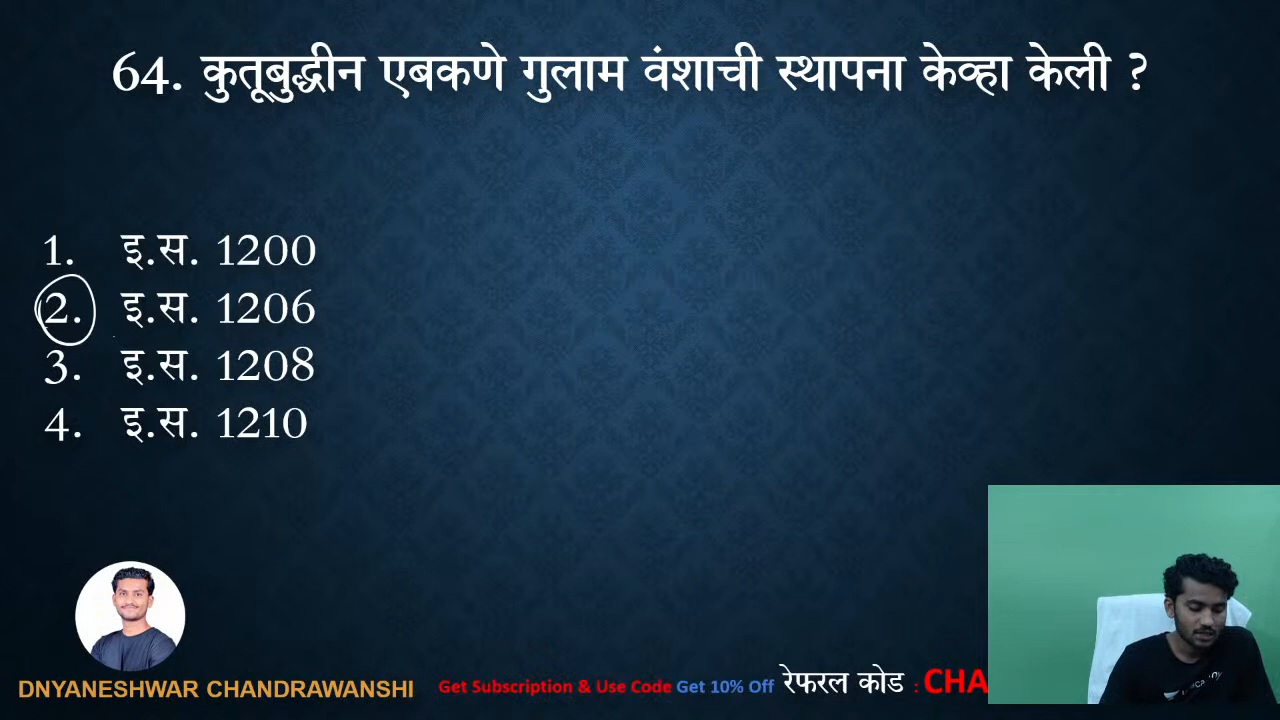 64. कुतूबुद्धीन एबकणे गुलाम वंशाची स्थापना केव्हा केली ?
1. इ.स. 1200
2. इ.स. 1206
3. इ.स. 1208
4. इ.स. 1210
DNYANESHWAR CHANDRAWANSHI Get Subscription & Use Code Get 10% Off रेफरल कोड : CHA